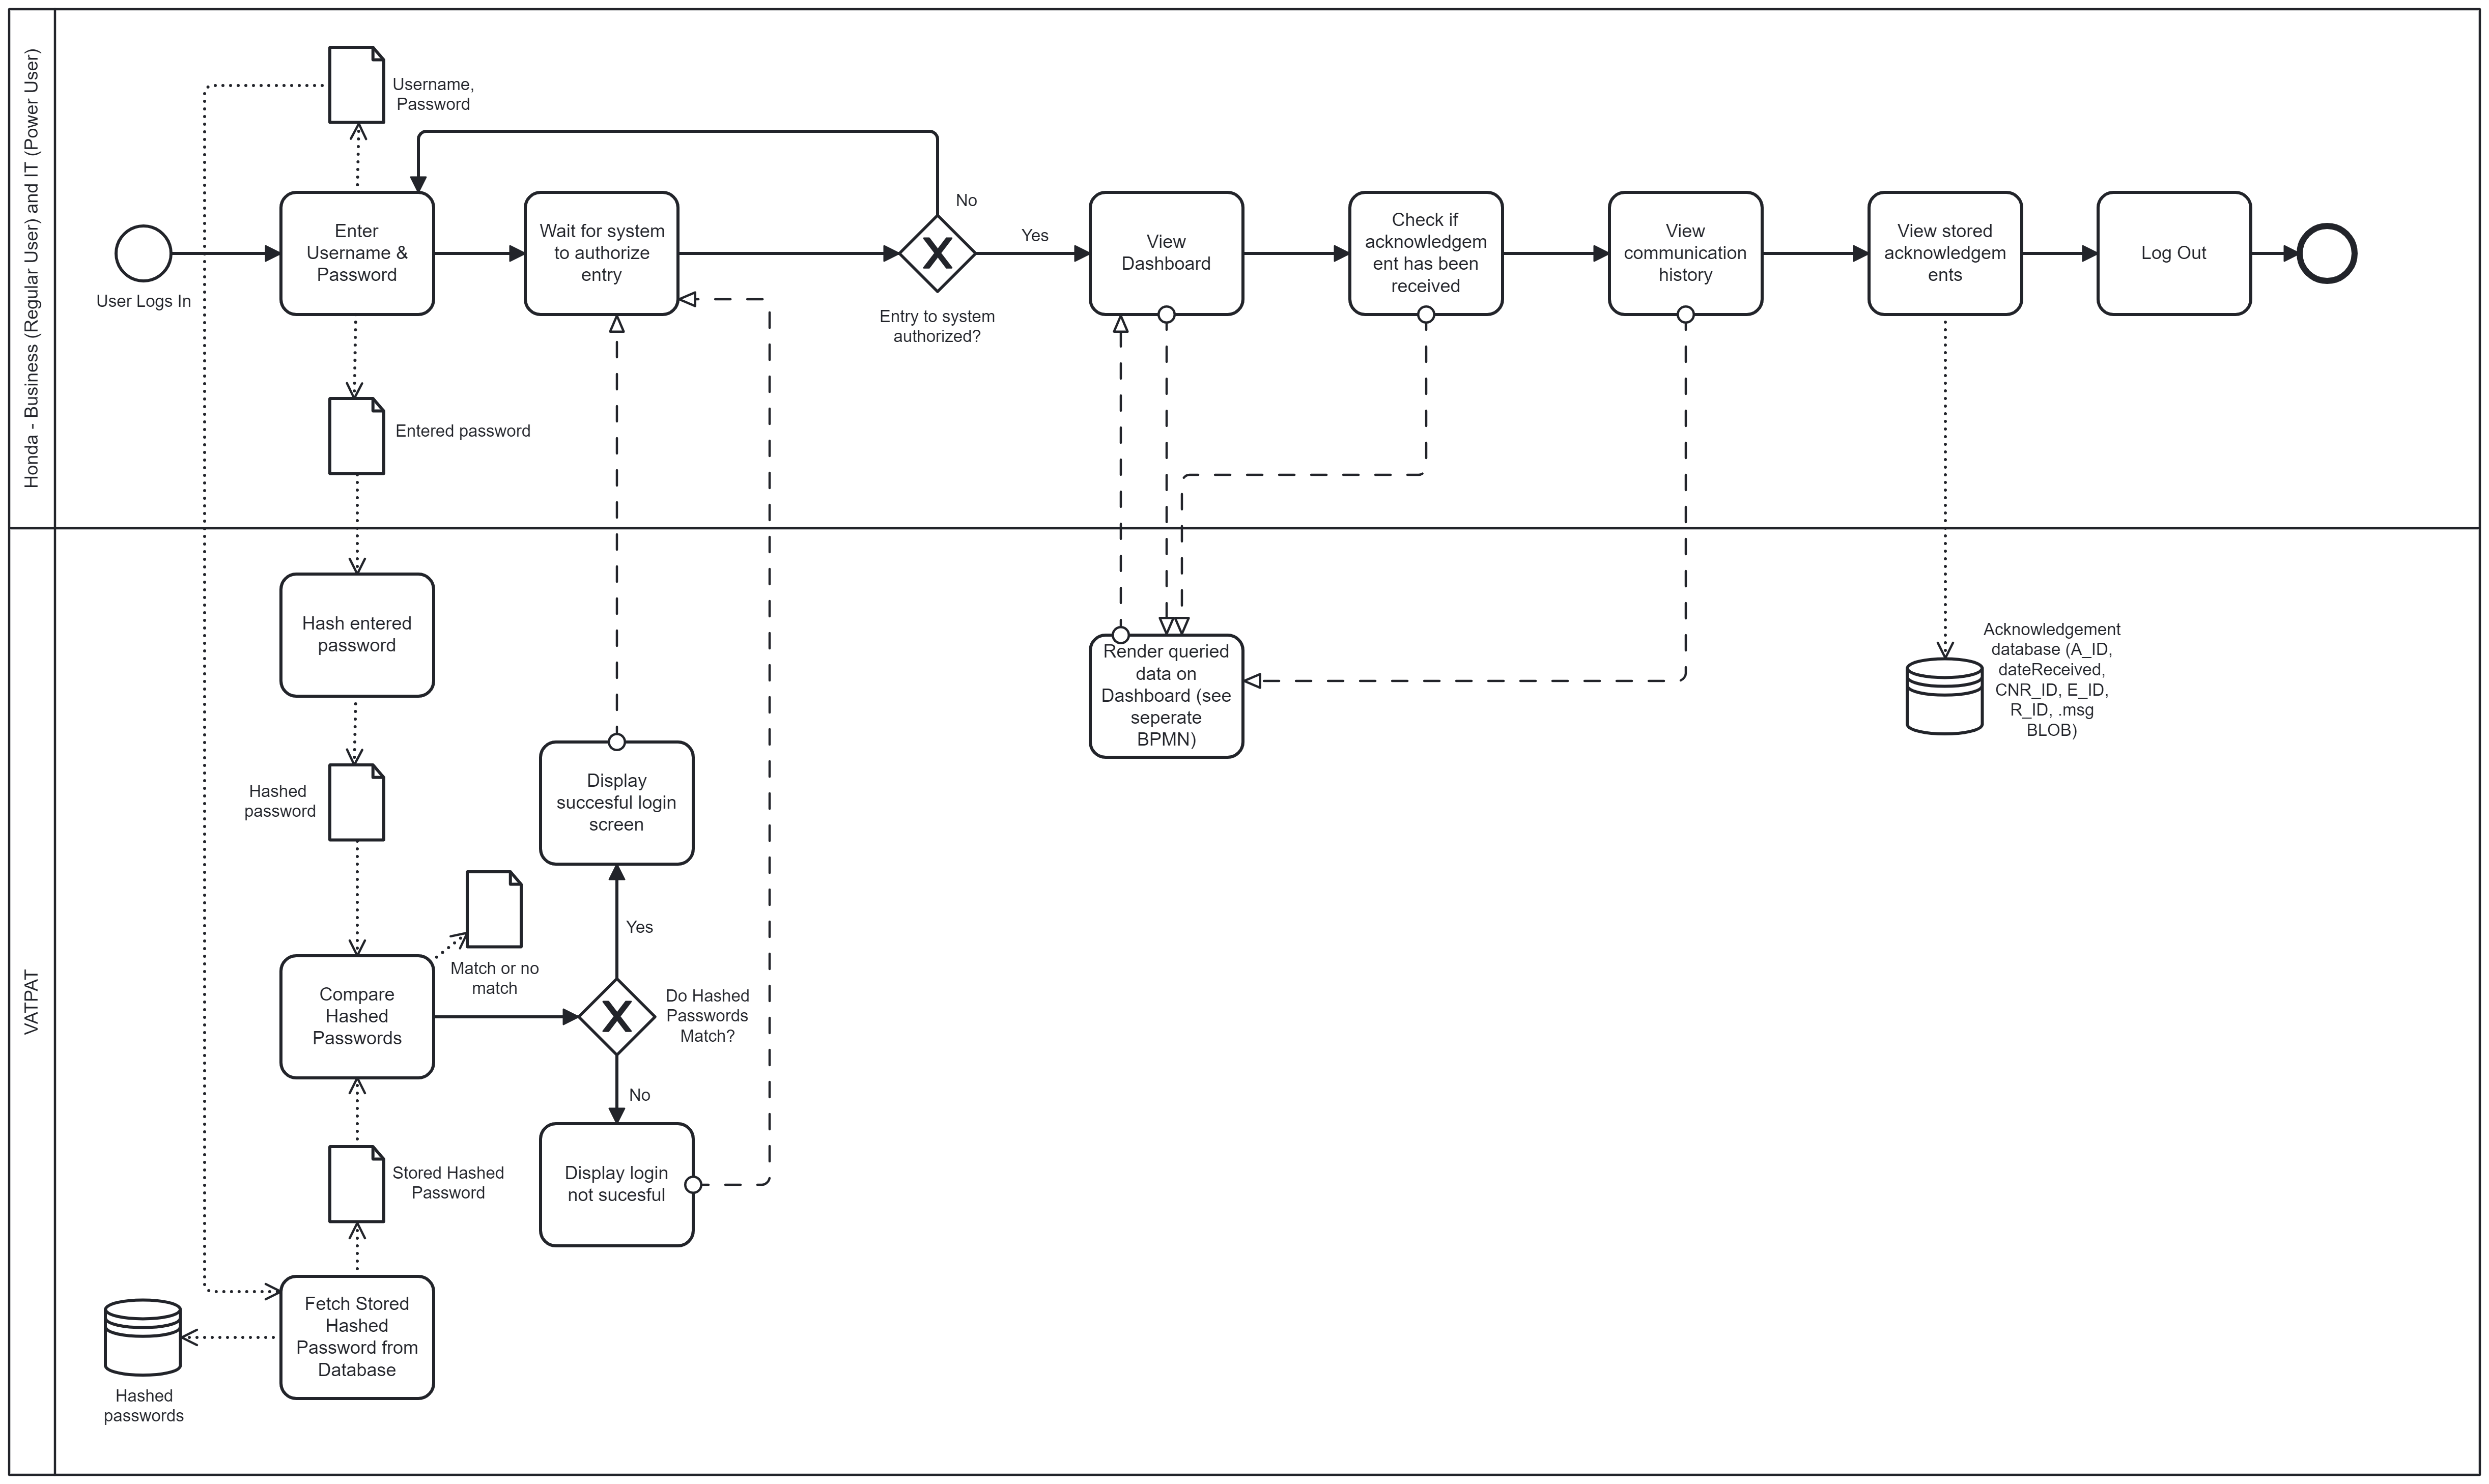 Honda - Business (Regular User) and IT (Power User)
Username,
Password
User Logs In
Enter
Username &
Password
Wait for system
to authorize
entry
No
Yes
Entry to system
authorized?
View
Dashboard
Check if
acknowledgem
ent has been
received
View
communication
history
View stored
acknowledgem
ents
Log Out
Entered password
VATPAT
Hash entered
password
Hashed
password
Display
succesful login
screen
Render queried
data on
Dashboard (see
seperate
BPMN)
Acknowledgement
database (A_ID,
dateReceived,
CNR_ID, E_ID,
R_ID, .msg
BLOB)
Yes
Match or no
match
Compare
Hashed
Passwords
X
Do Hashed
Passwords
Match?
No
Display login
not sucesful
Stored Hashed
Password
Fetch Stored
Hashed
Password from
Database
Hashed
passwords